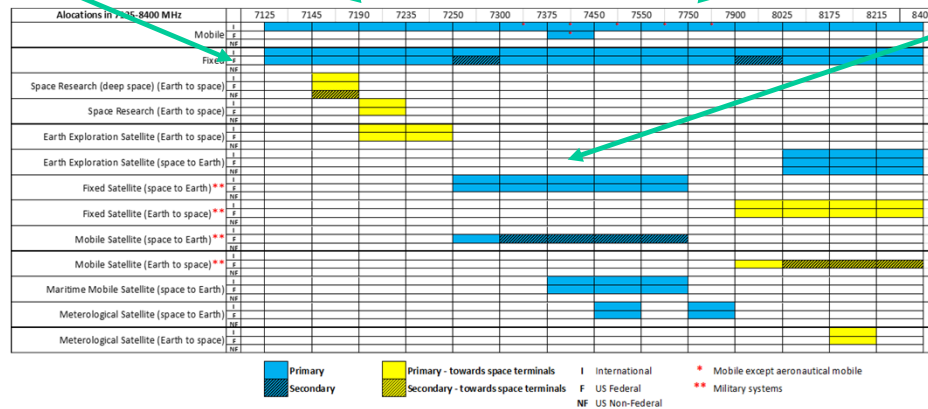 Alocations in 7125-8400 MHz 7125 7145 7190 7235 7250 7300 7375 7450 7550 7750 7900 8025 8175 8215 840
I
Mobile F
NF
I
Fixed F
NF
I
Space Research (deep space) (Earth to space) F
NF
I
Space Research (Earth to space) F
NF
I
Earth Exploration Satellite (Earth to space) F
NF
I
Earth Exploration Satellite (space to Earth) F
NF
I
Fixed Satellite (space to Earth)** F
NF
I
Fixed Satellite (Earth to space)** F
NF
I
Mobile Satellite (space to Earth)** F
NF
I
Mobile Satellite (Earth to space)** F
NF
I
Maritime Mobile Satellite (space to Earth) F
NF
I
Meterological Satellite (space to Earth) F
NF
I
Meterological Satellite (Earth to space) F
NF
Primary Primary - towards space terminals I International * Mobile except aeronautical mobile
Secondary Secondary - towards space terminals F US Federal ** Military systems
NF US Non-Federal